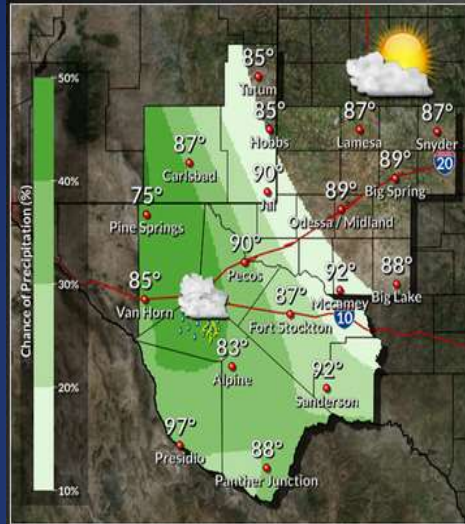 50%
40%
30%
20%
10%
Chance of Precipitation (%)
85°
Tatum
85°
Hobbs
87°
Lamesa
87°
Snyder
20
87°
Carlsbad
90°
Jal
89°
Big Spring
89°
Odessa / Midland
75°
Pine Springs
90°
Pecos
85°
Van Horn
92°
Mccamey
88°
Big Lake
87°
Fort Stockton
10
83°
Alpine
92°
Sanderson
97°
Presidio
88°
Panther Junction